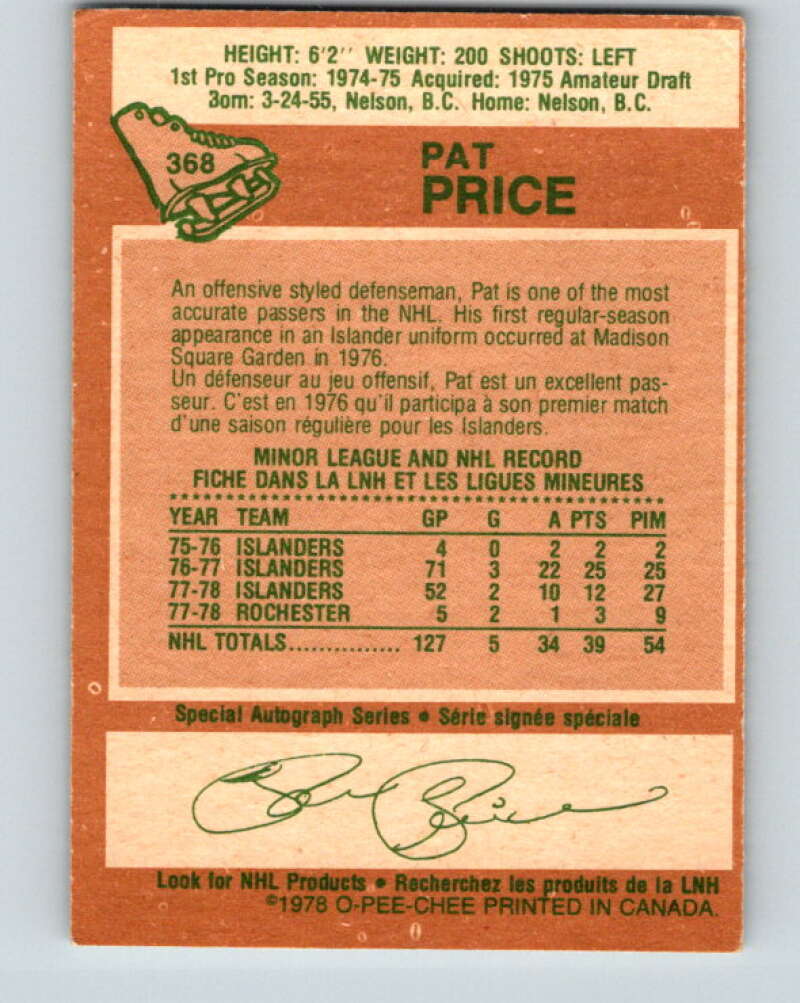 HEIGHT: 6'2'' WEIGHT: 200 SHOOTS: LEFT
1st Pro Season: 1974-75 Acquired: 1975 Amateur Draft
Born: 3-24-55, Nelson, B.C. Home: Nelson, B.C.
368
PAT
PRICE
An offensive styled defenseman, Pat is one of the most
accurate passers in the NHL. His first regular-season
appearance in an Islander uniform occurred at Madison
Square Garden in 1976.
Un défenseur au jeu offensif, Pat est un excellent pas-
seur. C'est en 1976 qu'il participa à son premier match
d'une saison régulière pour les Islanders.
MINOR LEAGUE AND NHL RECORD
FICHE DANS LA LNH ET LES LIGUES MINEURES
YEAR TEAM GP G A PTS PIM
75-76 ISLANDERS 4 0 2 2 2
76-77 ISLANDERS 71 3 22 25 25
77-78 ISLANDERS 52 2 10 12 27
77-78 ROCHESTER 5 2 1 3 9
NHL TOTALS............... 127 5 34 39 54
Special Autograph Series • Série signée spéciale
Pat Price
Look for NHL Products • Recherchez les produits de la LNH
©1978 O-PEE-CHEE PRINTED IN CANADA.